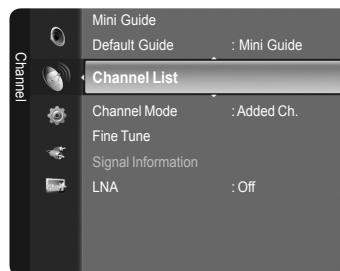 Channel
Mini Guide
Default Guide : Mini Guide
Channel List
Channel Mode : Added Ch.
Fine Tune
Signal Information
LNA : Off